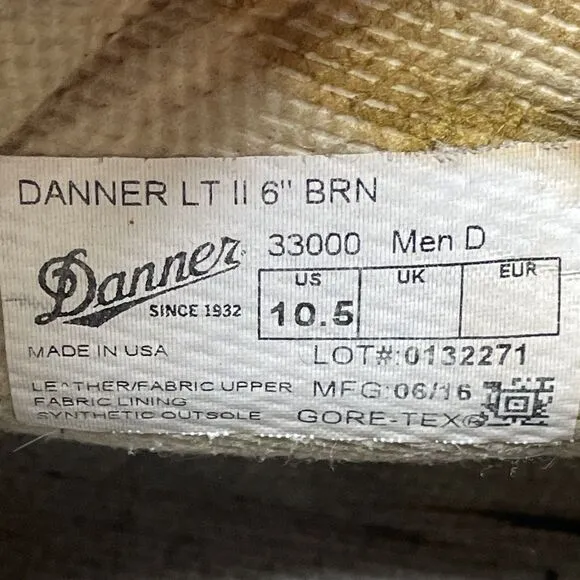 DANNER LT II 6" BRN
33000 Men D
Danner
SINCE 1932
US UK EUR
10.5
MADE IN USA
LOT#:0132271
LEATHER/FABRIC UPPER
MFG:06/16
FABRIC LINING
SYNTHETIC OUTSOLE
GORE-TEX®